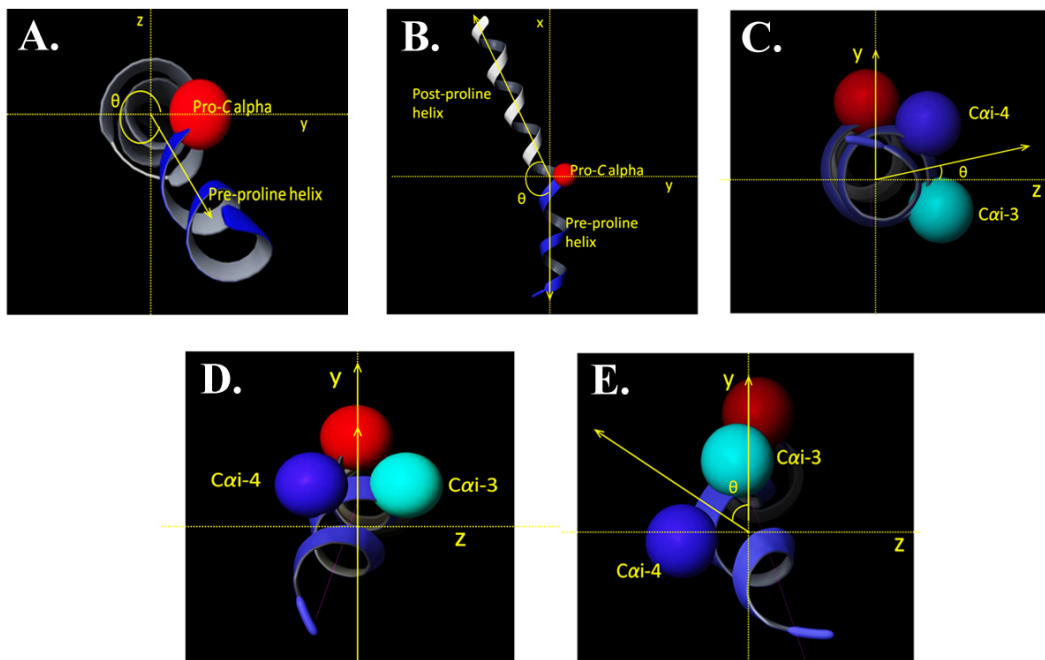 A.
z
θ
Pro-C alpha
y
Pre-proline helix
B.
x
Post-proline
helix
Pro-C alpha
y
θ
Pre-proline
helix
C.
y
Cαi-4
θ
z
Cαi-3
D.
y
Cαi-4
Cαi-3
z
E.
y
Cαi-3
θ
z
Cαi-4